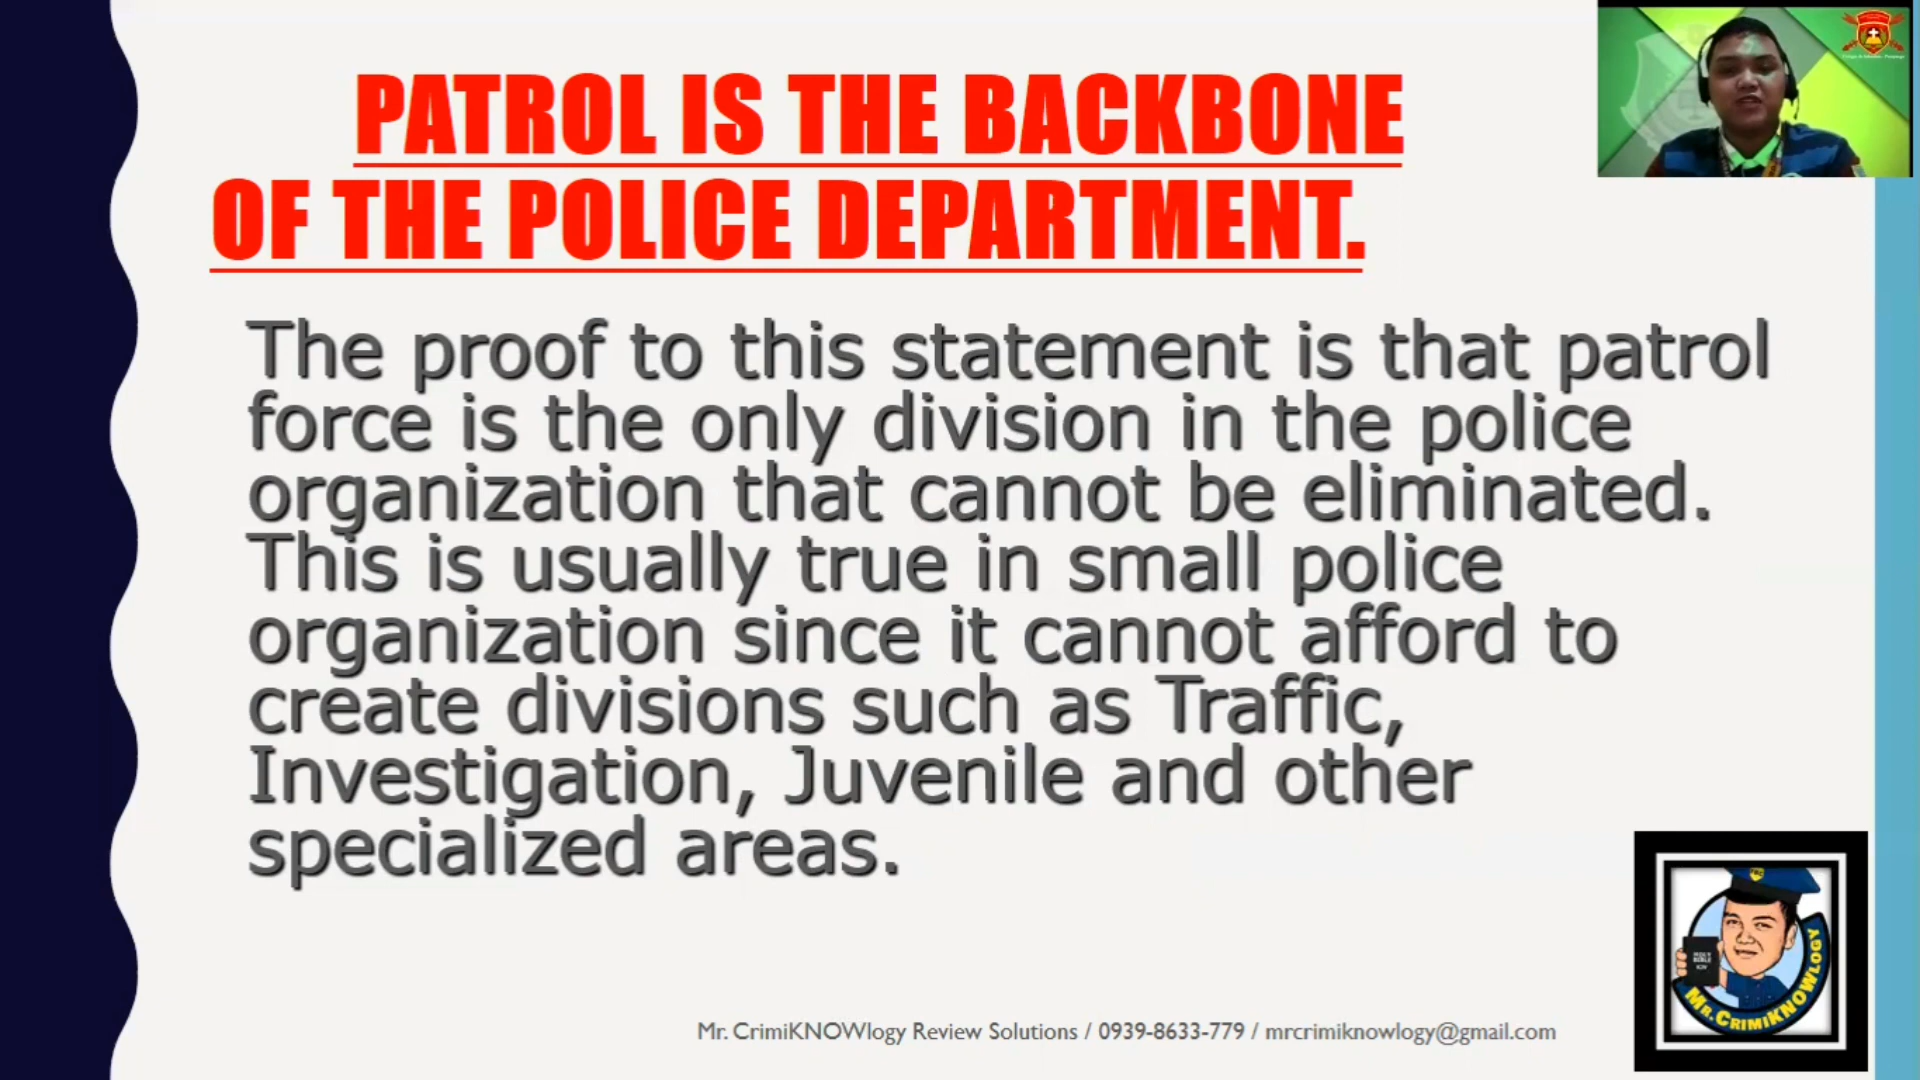 PATROL IS THE BACKBONE
OF THE POLICE DEPARTMENT.
The proof to this statement is that patrol
force is the only division in the police
organization that cannot be eliminated.
This is usually true in small police
organization since it cannot afford to
create divisions such as Traffic,
Investigation, Juvenile and other
specialized areas.
HOLY
BIBLE
KJV
MR. CRIMIKNOWLOGY
Mr. CrimiKNOWlogy Review Solutions / 0939-8633-779 / mrcrimiknowlogy@gmail.com